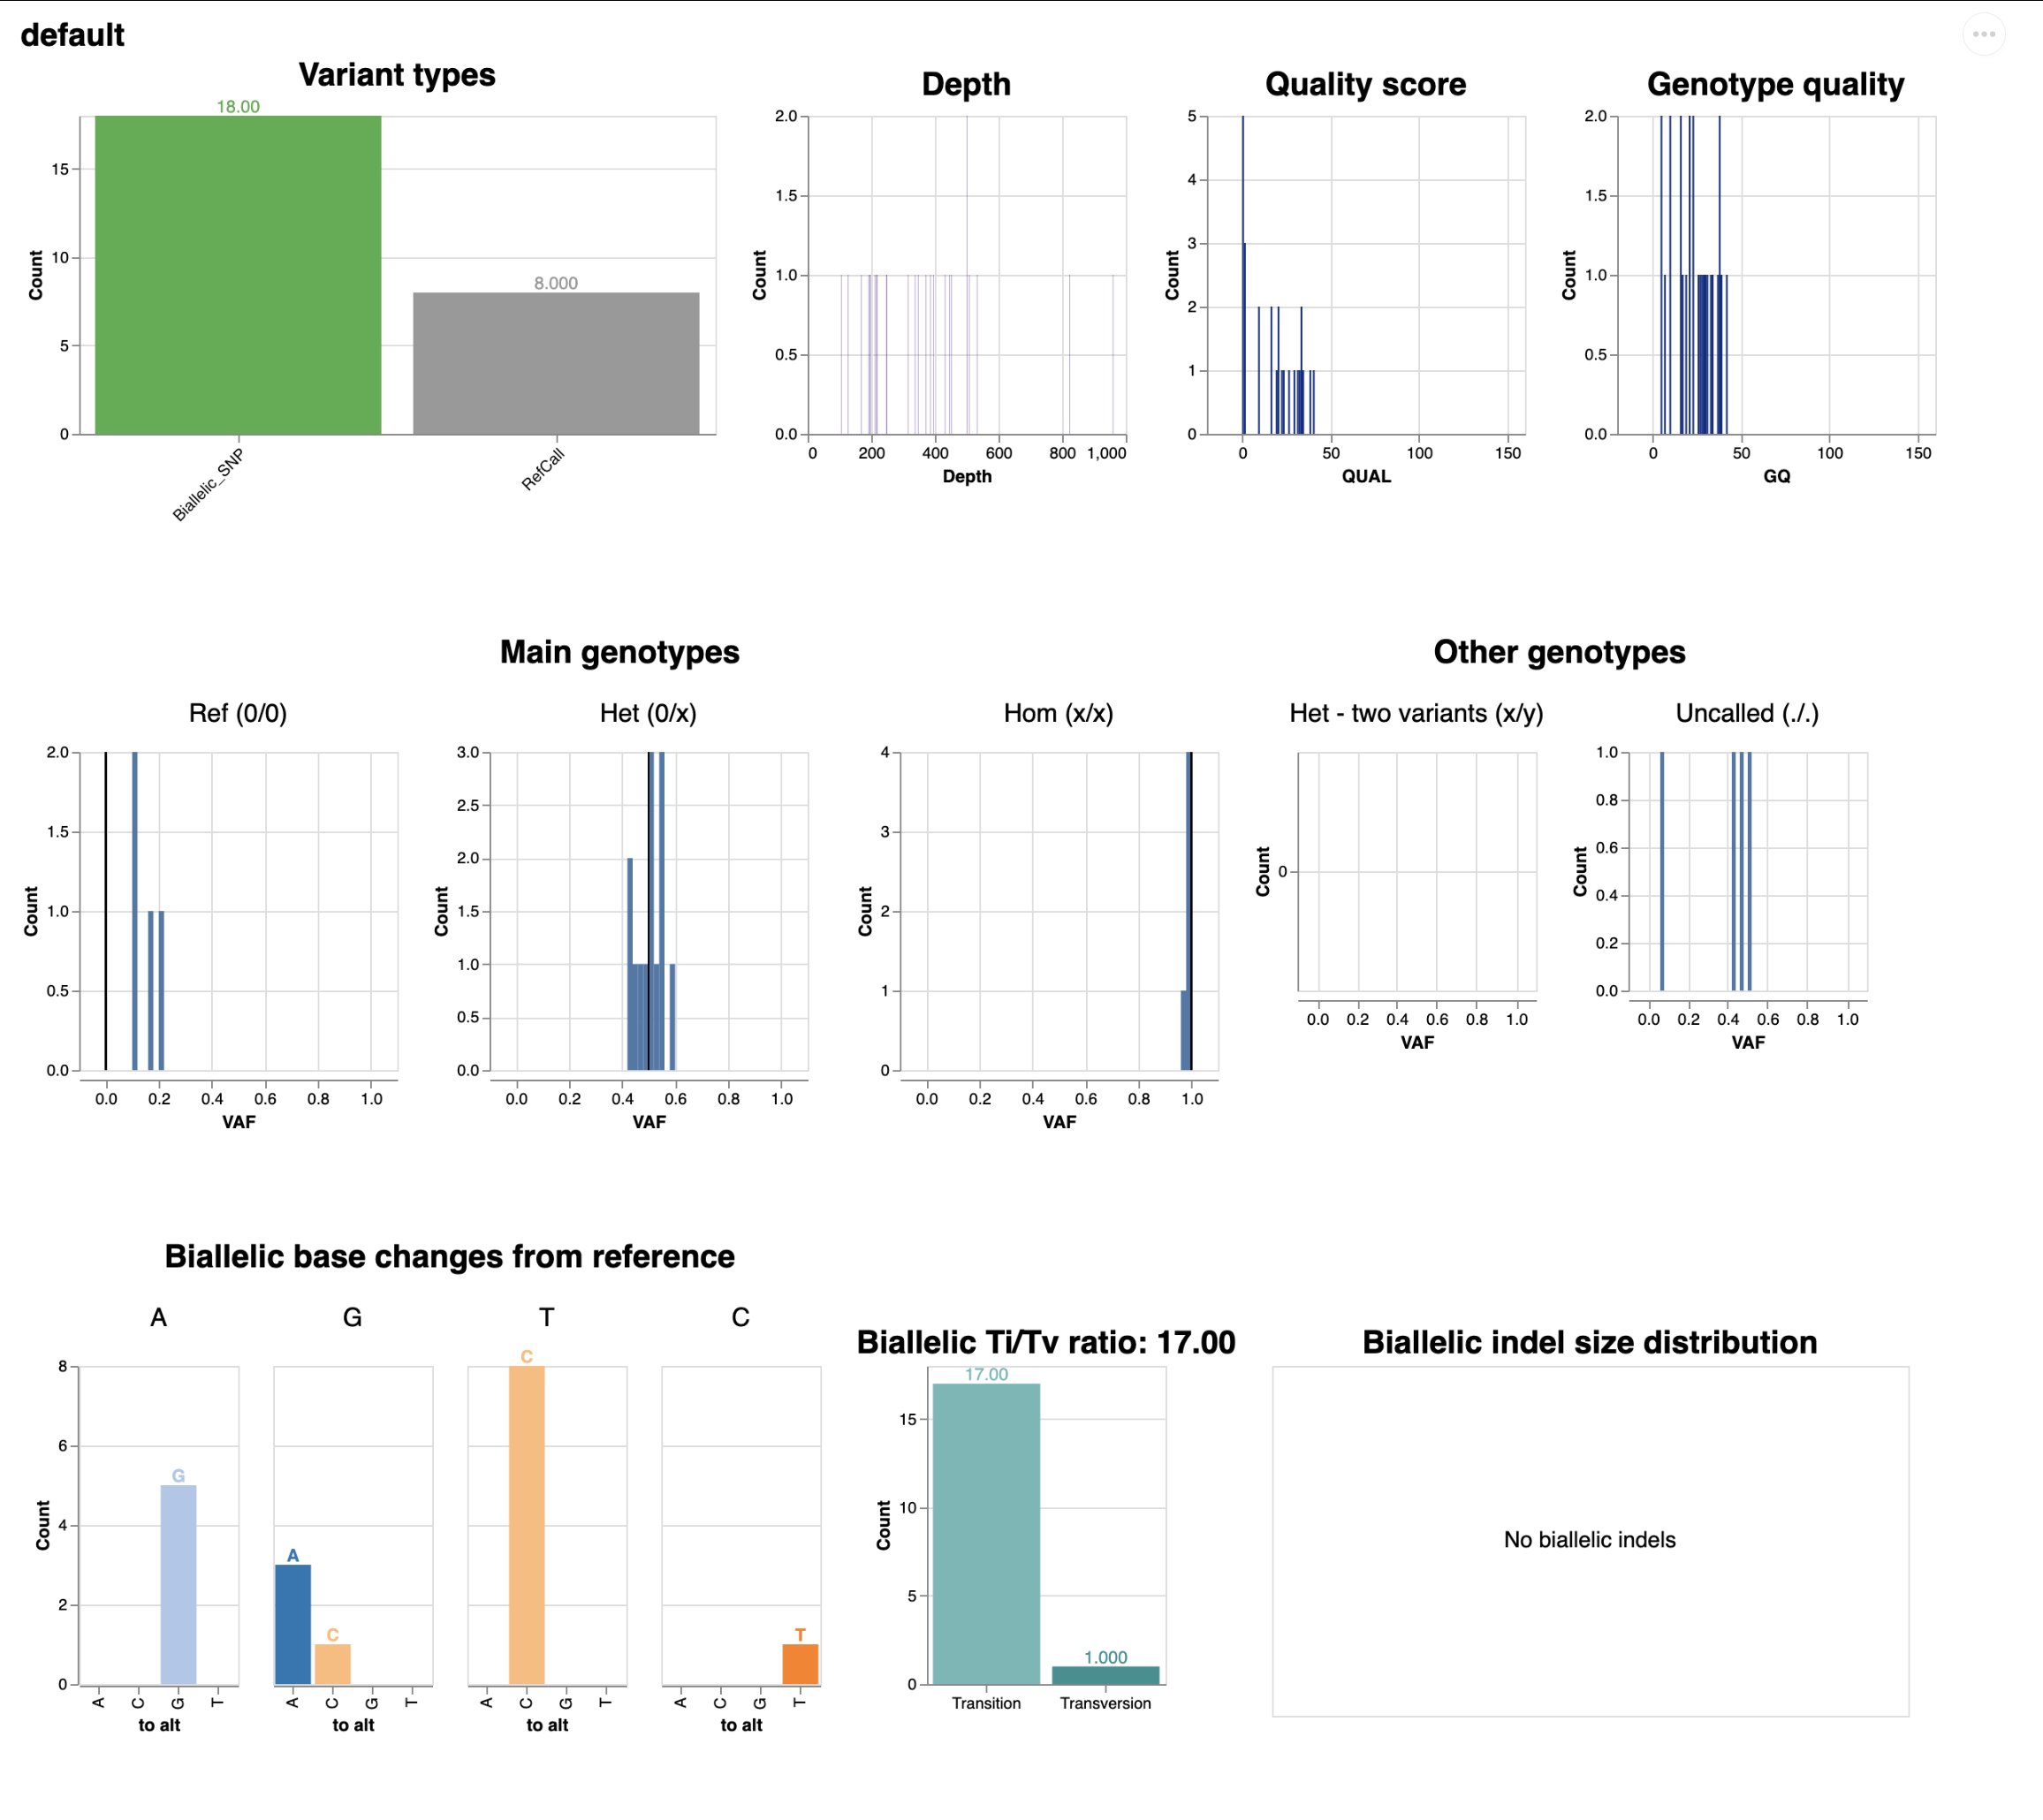 default
Variant types
18.00
8.000
Count
15
10
5
0
Biallelic_SNP
RefCall
Depth
Count
2.0
1.5
1.0
0.5
0.0
0 200 400 600 800 1,000
Depth
Quality score
Count
5
4
3
2
1
0
0 50 100 150
QUAL
Genotype quality
Count
2.0
1.5
1.0
0.5
0.0
0 50 100 150
GQ
Main genotypes
Ref (0/0)
Count
2.0
1.5
1.0
0.5
0.0
0.0 0.2 0.4 0.6 0.8 1.0
VAF
Het (0/x)
Count
3.0
2.5
2.0
1.5
1.0
0.5
0.0
0.0 0.2 0.4 0.6 0.8 1.0
VAF
Hom (x/x)
Count
4
3
2
1
0
0.0 0.2 0.4 0.6 0.8 1.0
VAF
Other genotypes
Het - two variants (x/y)
Count
0
0.0 0.2 0.4 0.6 0.8 1.0
VAF
Uncalled (./.)
Count
1.0
0.8
0.6
0.4
0.2
0.0
0.0 0.2 0.4 0.6 0.8 1.0
VAF
Biallelic base changes from reference
A
Count
8
6
4
2
0
G
A C G T
to alt
G
A
C
A C G T
to alt
T
C
A C G T
to alt
C
T
A C G T
to alt
Biallelic Ti/Tv ratio: 17.00
17.00
1.000
Count
15
10
5
0
Transition Transversion
Biallelic indel size distribution
No biallelic indels